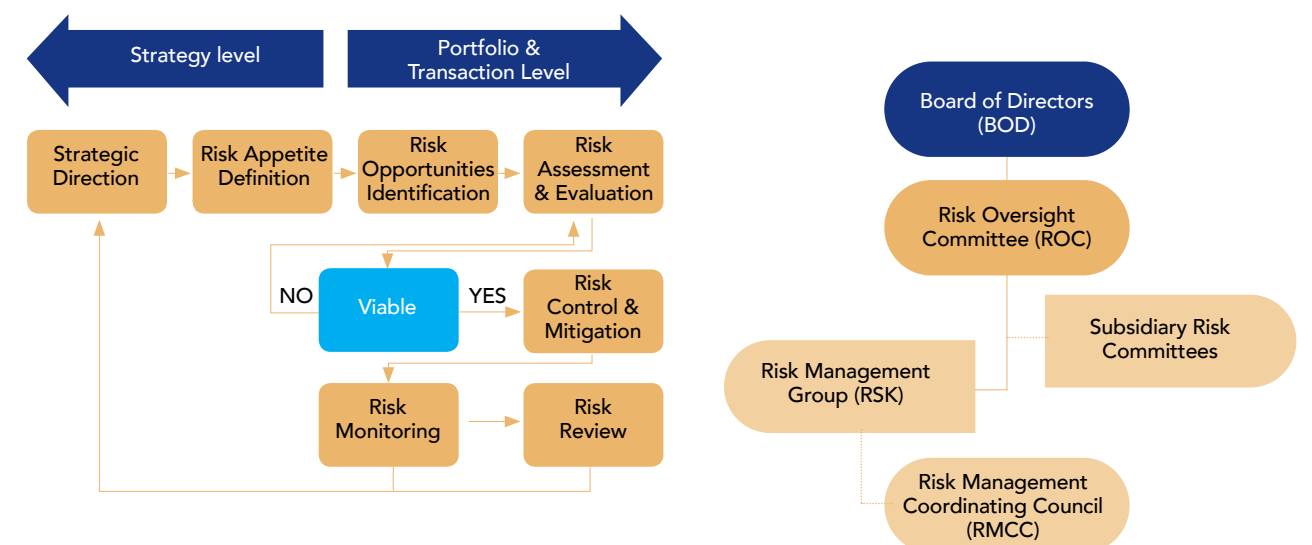 Strategy level
Portfolio &
Transaction Level
Strategic
Direction
Risk Appetite
Definition
Risk
Opportunities
Identification
Risk
Assessment
& Evaluation
NO
Viable
YES
Risk
Control &
Mitigation
Risk
Monitoring
Risk
Review
Board of Directors
(BOD)
Risk Oversight
Committee (ROC)
Subsidiary Risk
Committees
Risk Management
Group (RSK)
Risk Management
Coordinating Council
(RMCC)